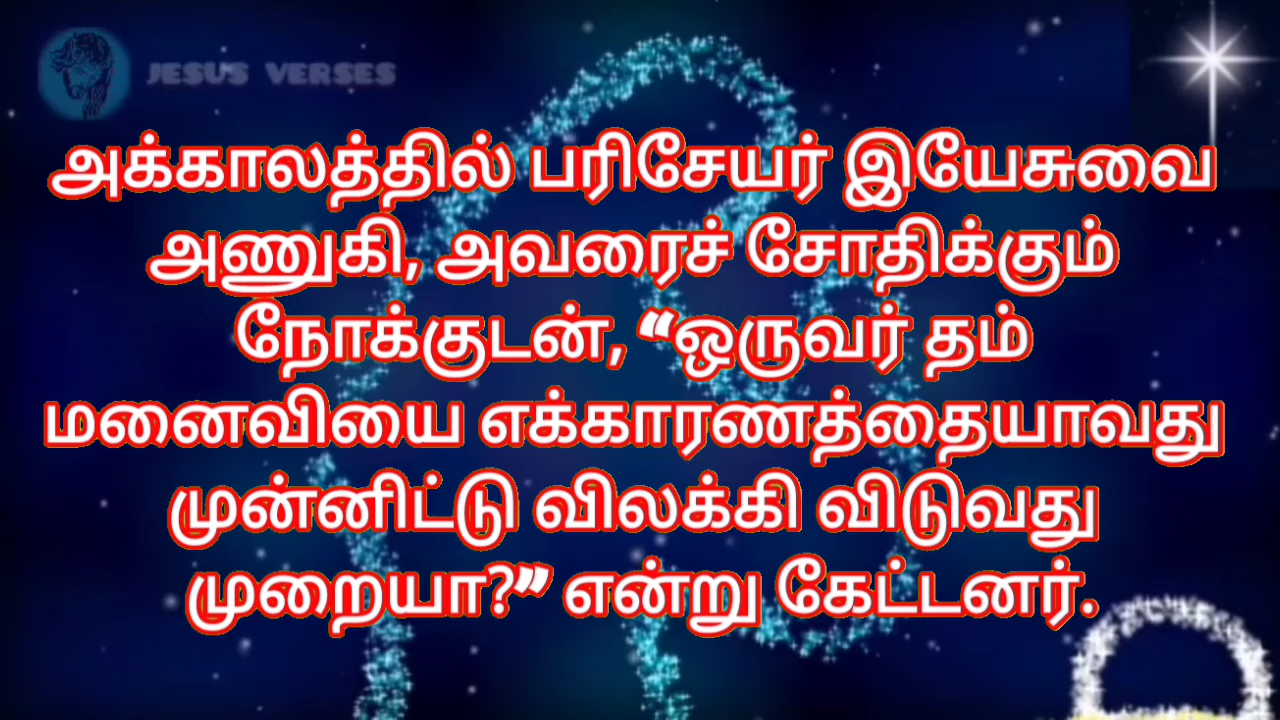 JESUS VERSES
அக்காலத்தில் பரிசேயர் இயேசுவை
அணுகி, அவரைச் சோதிக்கும்
நோக்குடன், “ஒருவர் தம்
மனைவியை எக்காரணத்தையாவது
முன்னிட்டு விலக்கி விடுவது
முறையா?” என்று கேட்டனர்.